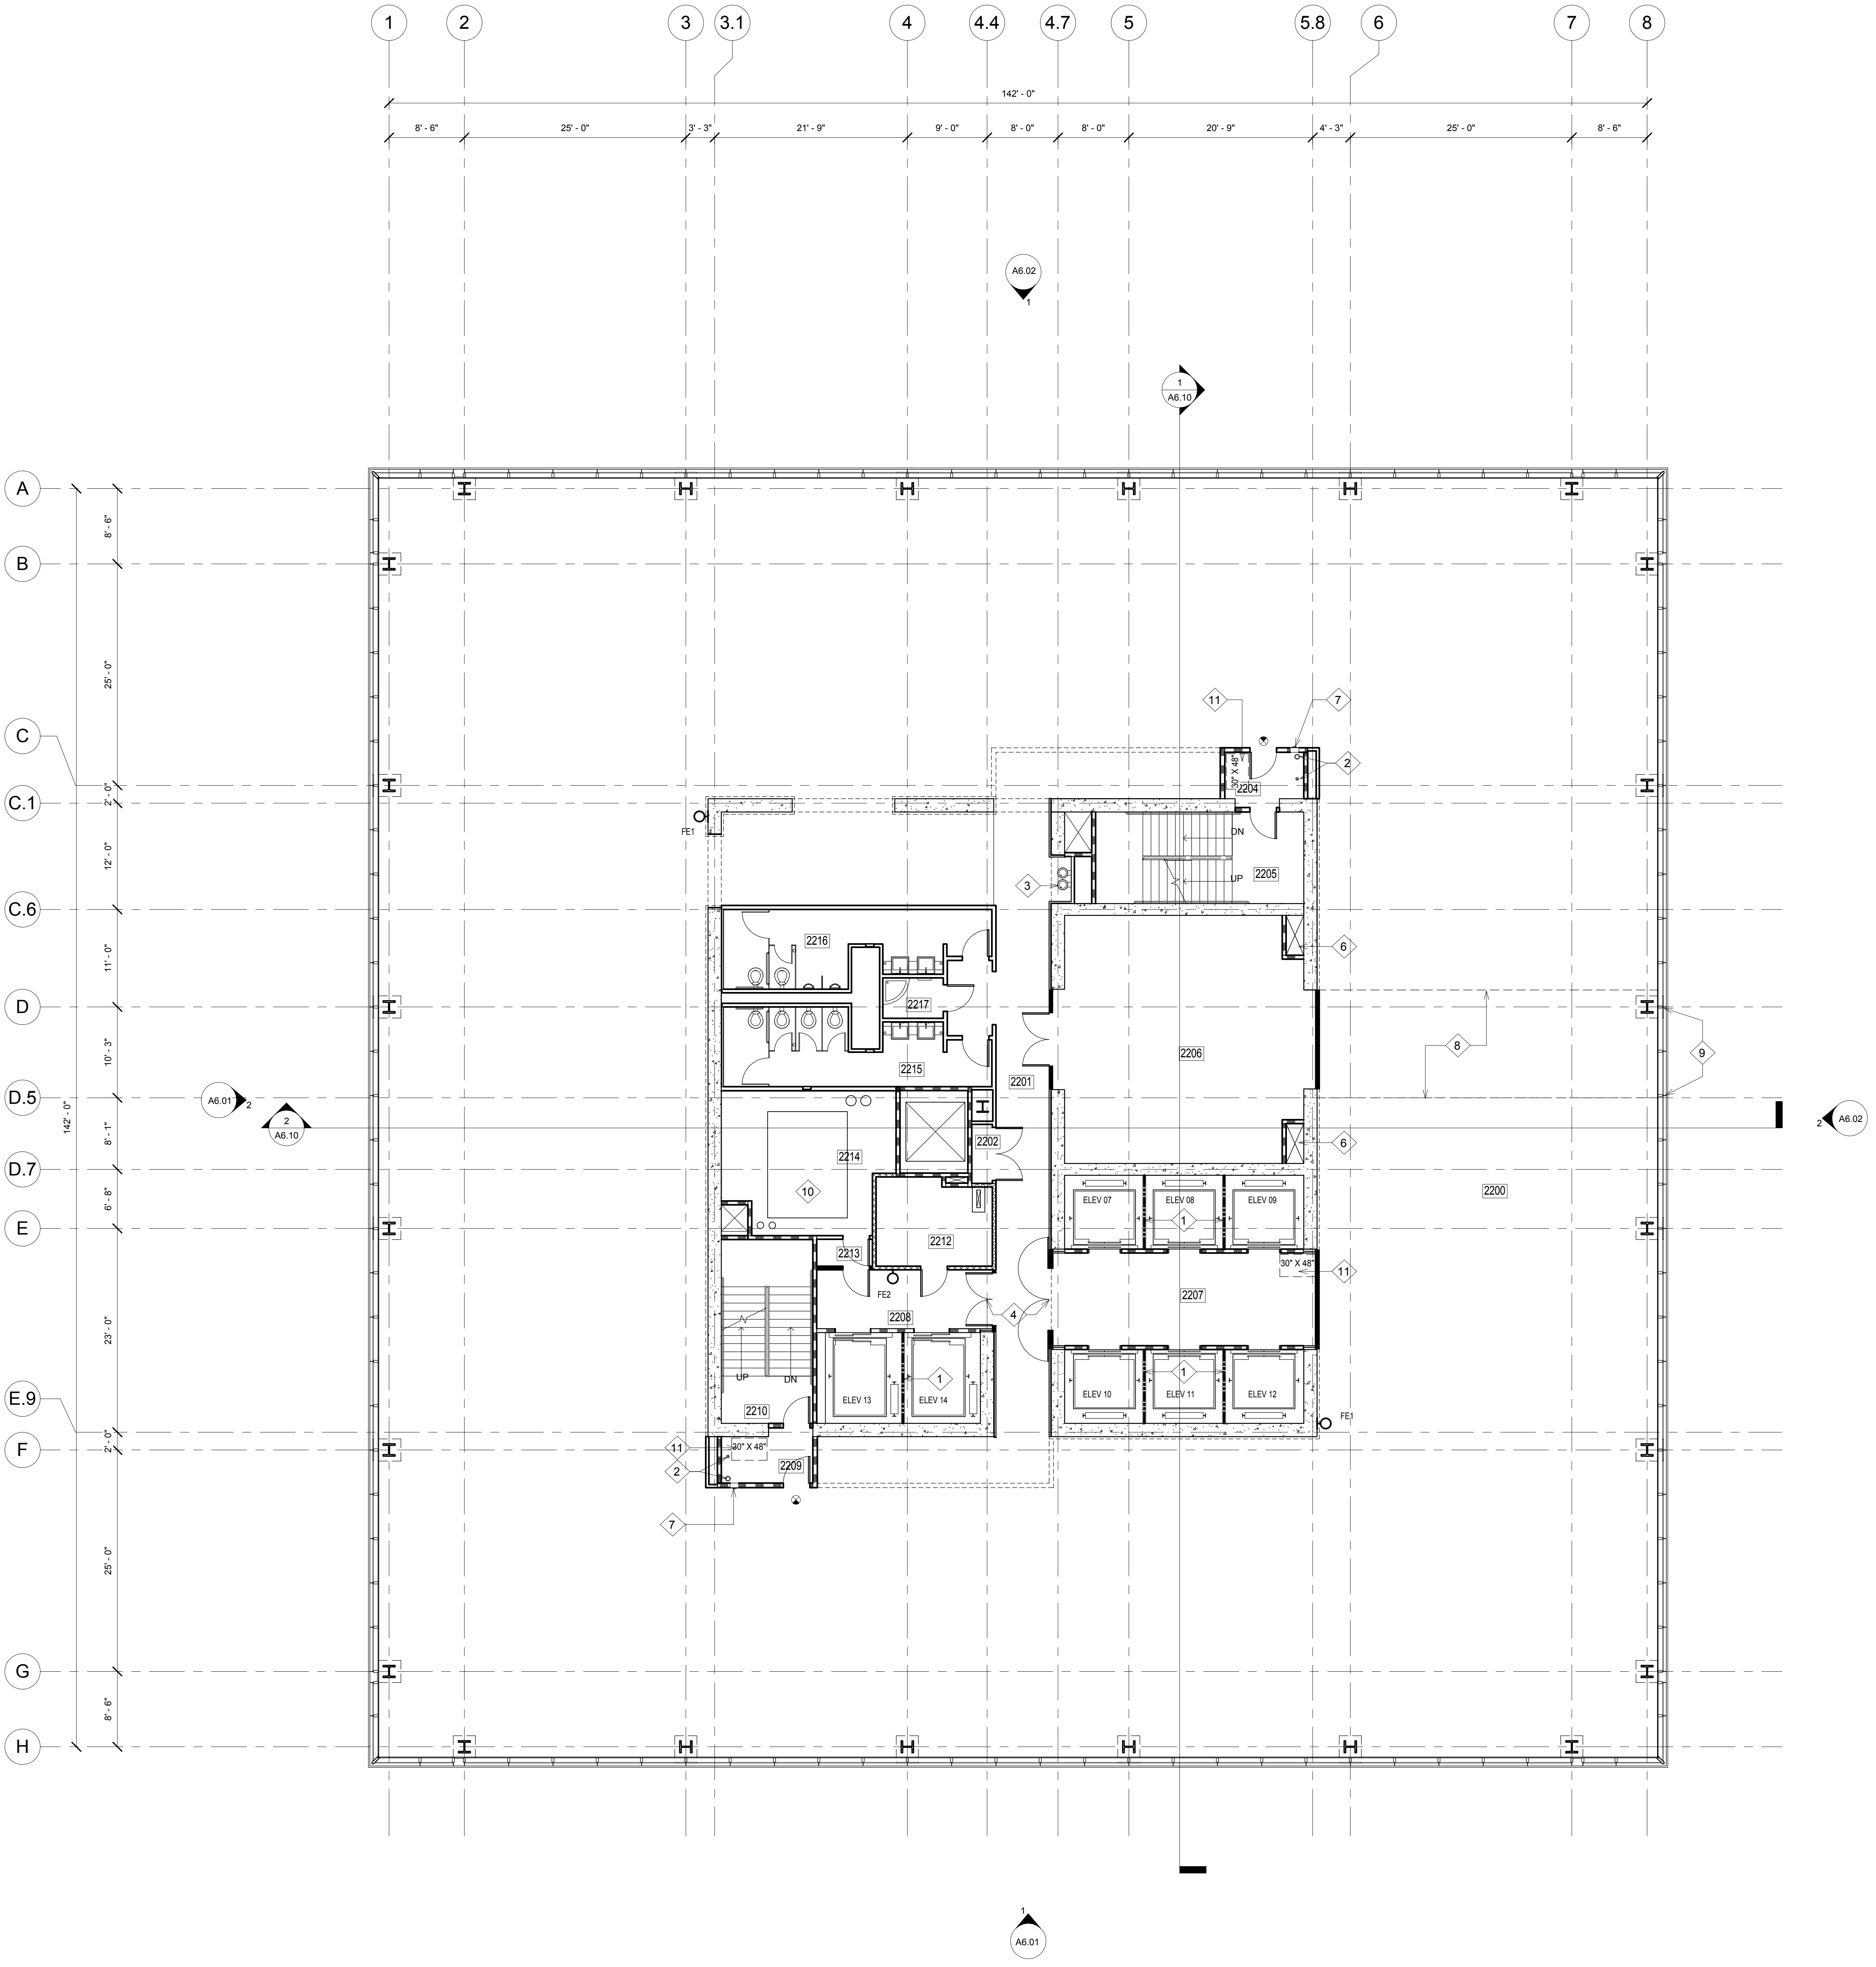 1 2 3 3.1 4 4.4 4.7 5 5.8 6 7 8
142' - 0"
8' - 6" 25' - 0" 3' - 3" 21' - 9" 9' - 0" 8' - 0" 8' - 0" 20' - 9" 4' - 3" 25' - 0" 8' - 6"
A6.02
1
1
A6.10
A
8' - 6"
B
25' - 0"
C
2' - 0"
C.1
12' - 0"
C.6
11' - 0"
D
10' - 3"
D.5
8' - 1"
D.7
6' - 8"
E
23' - 0"
E.9
2' - 0"
F
25' - 0"
G
8' - 6"
H
142' - 0"
11 7
2
30" X 48"
2204
FE1
DN
UP
2205
3
2216
6
2217
2206
8
9
2215
2201
A6.01
2
2
A6.10
2202
6
2
A6.02
2214
10
ELEV 07 ELEV 08 ELEV 09
2200
1
2212
2213
30" X 48"
11
FE2
2207
4
2208
UP DN
1
1
ELEV 13 ELEV 14
ELEV 10 ELEV 11 ELEV 12
2210
FE1
11
30" X 48"
2
2209
7
1
A6.01